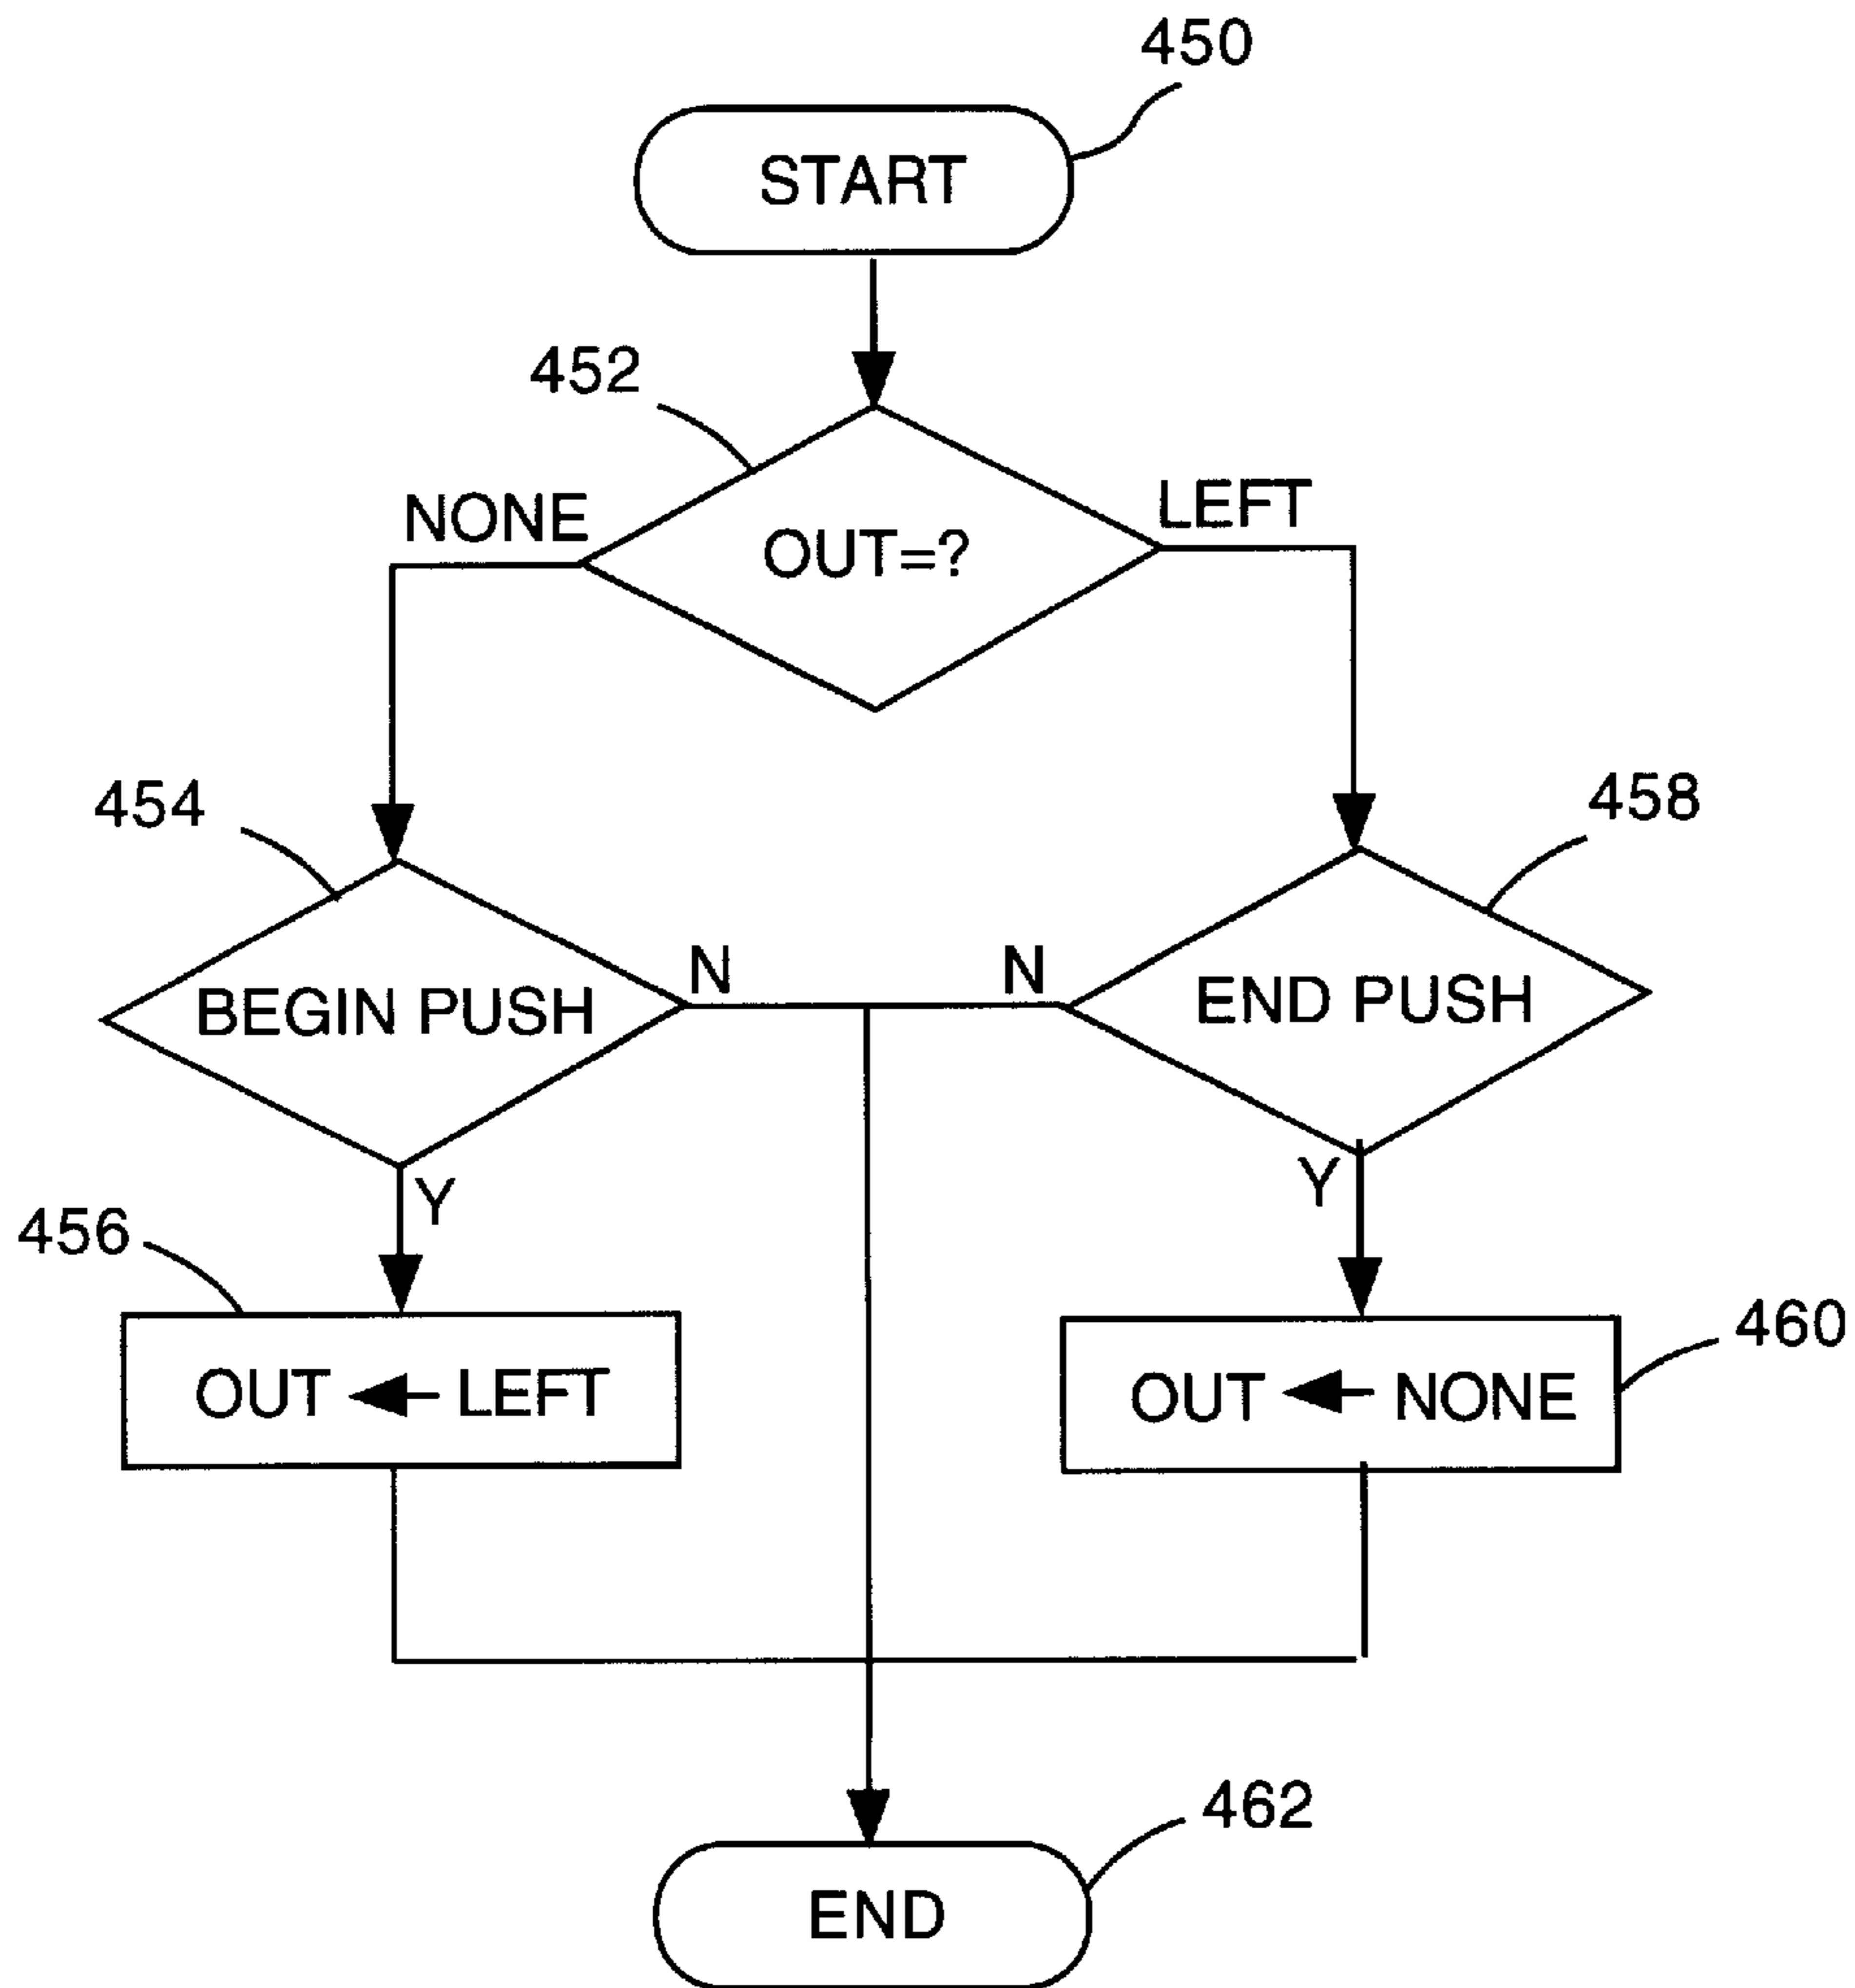 450
START
452
NONE
LEFT
OUT=?
454
458
N
N
BEGIN PUSH
END PUSH
Y
Y
456
460
OUT ← LEFT
OUT ← NONE
462
END